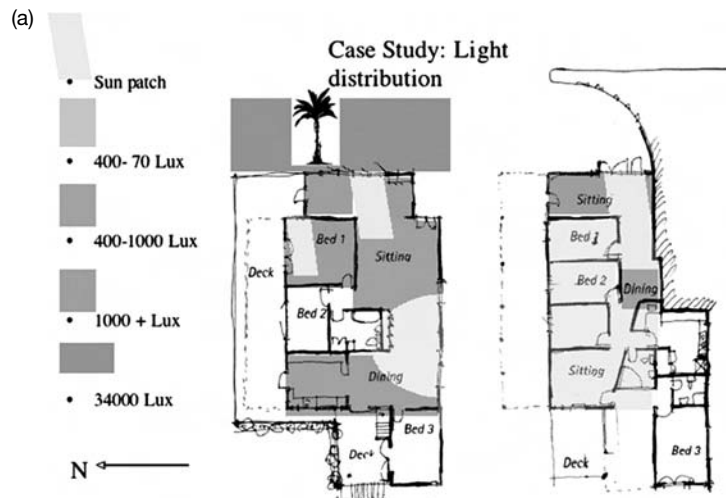 (a)
Case Study: Light
distribution
• Sun patch
• 400- 70 Lux
• 400-1000 Lux
• 1000 + Lux
• 34000 Lux
N
Bed 1
Sitting
Deck
Bed 2
Dining
Bed 3
Deck
Sitting
Bed 1
Bed 2
Dining
Sitting
Deck
Bed 3